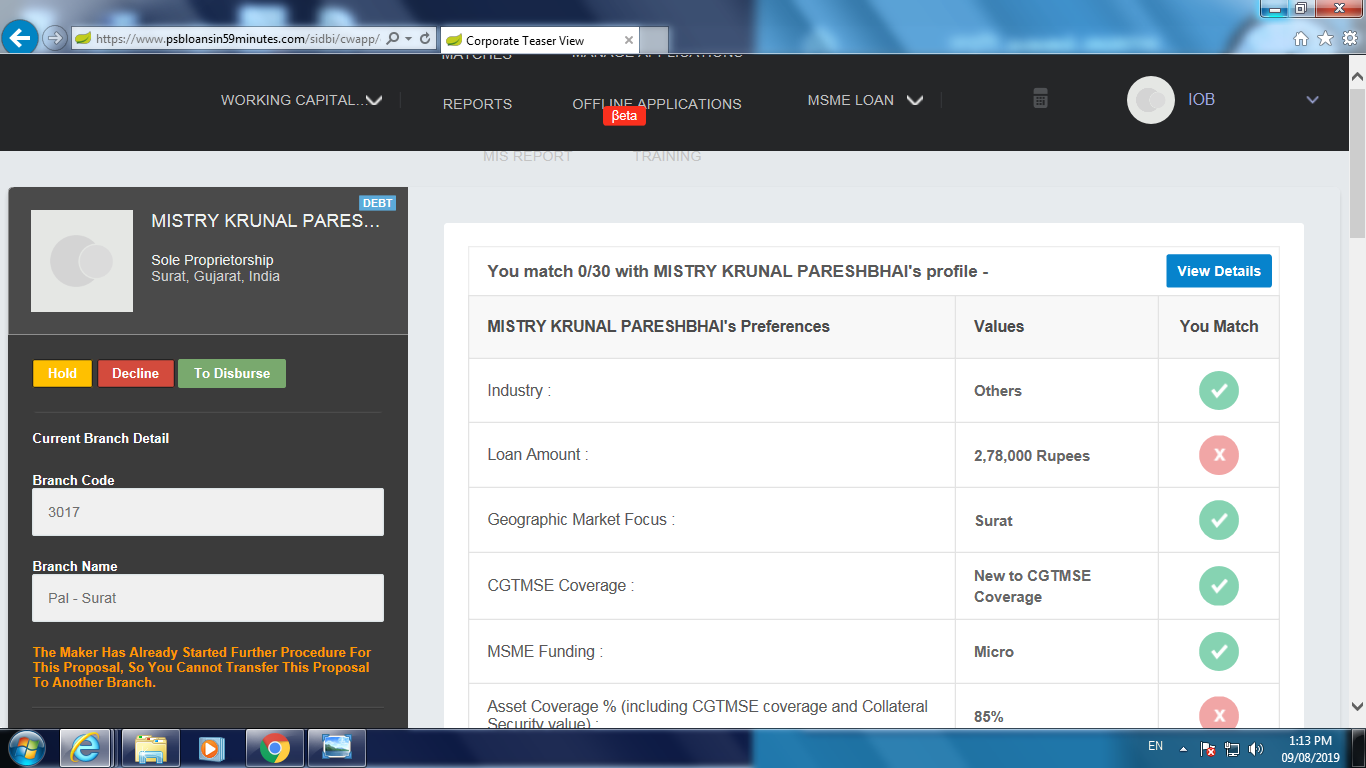 https://www.psbloansin59minutes.com/sidbi/cwapp/
Corporate Teaser View
MATCHES
MANAGE APPLICATIONS
WORKING CAPITAL...
REPORTS
OFFLINE APPLICATIONS
βeta
MSME LOAN
IOB
MIS REPORT
TRAINING
DEBT
MISTRY KRUNAL PARES...
Sole Proprietorship
Surat, Gujarat, India
Hold
Decline
To Disburse
Current Branch Detail
Branch Code
3017
Branch Name
Pal - Surat
The Maker Has Already Started Further Procedure For
This Proposal, So You Cannot Transfer This Proposal
To Another Branch.
You match 0/30 with MISTRY KRUNAL PARESHBHAI's profile -
View Details
MISTRY KRUNAL PARESHBHAI's Preferences
Values
You Match
Industry :
Others
Loan Amount :
2,78,000 Rupees
X
Geographic Market Focus :
Surat
CGTMSE Coverage :
New to CGTMSE
Coverage
MSME Funding :
Micro
Asset Coverage % (including CGTMSE coverage and Collateral
Security value) :
85%
X
EN
1:13 PM
09/08/2019